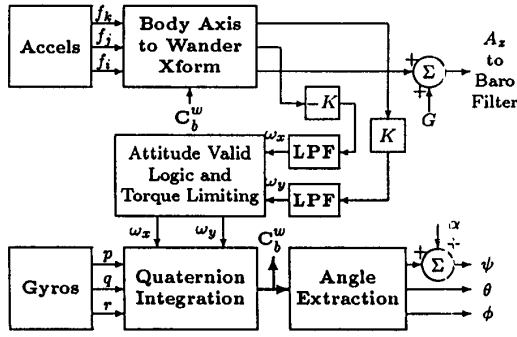 Accels
f_k
f_j
f_i
Body Axis
to Wander
Xform
C_b^w
-K
K
+
Σ
+
G
A_z
to
Baro
Filter
Attitude Valid
Logic and
Torque Limiting
ω_x
LPF
ω_y
LPF
ω_x
ω_y
C_b^w
Gyros
p
q
r
Quaternion
Integration
Angle
Extraction
α
+
+
Σ
ψ
θ
φ